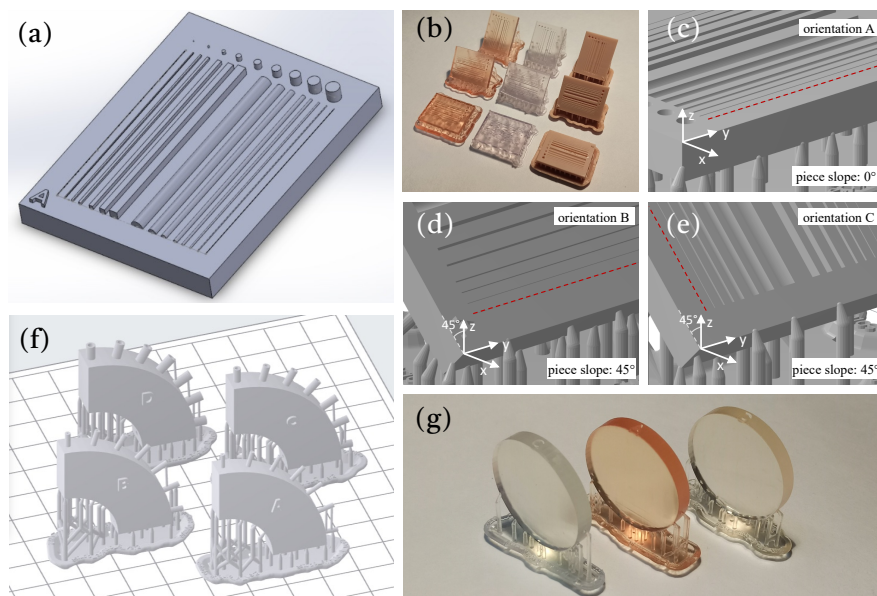 (a)
A
(b)
(c)
orientation A
z
y
x
piece slope: 0°
(d)
orientation B
45°
z
y
x
piece slope: 45°
(e)
orientation C
45°
z
y
x
piece slope: 45°
(f)
D
C
B
A
(g)